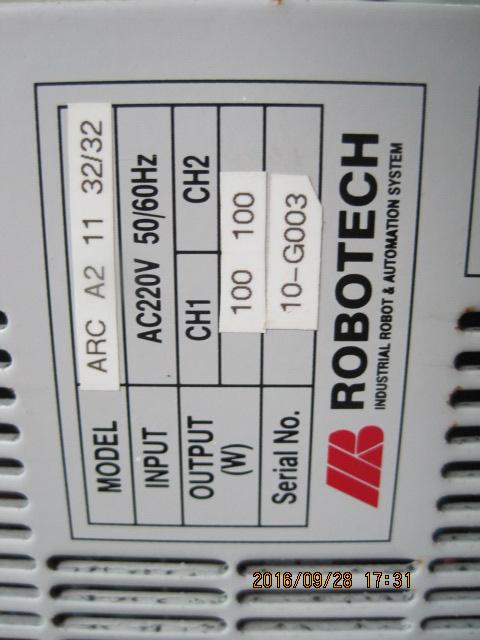 MODEL ARC A2 11 32/32
INPUT AC220V 50/60Hz
OUTPUT (W) CH1 CH2
100 100
Serial No. 10-G003
ROBOTECH
INDUSTRIAL ROBOT & AUTOMATION SYSTEM
2016/09/28 17:31